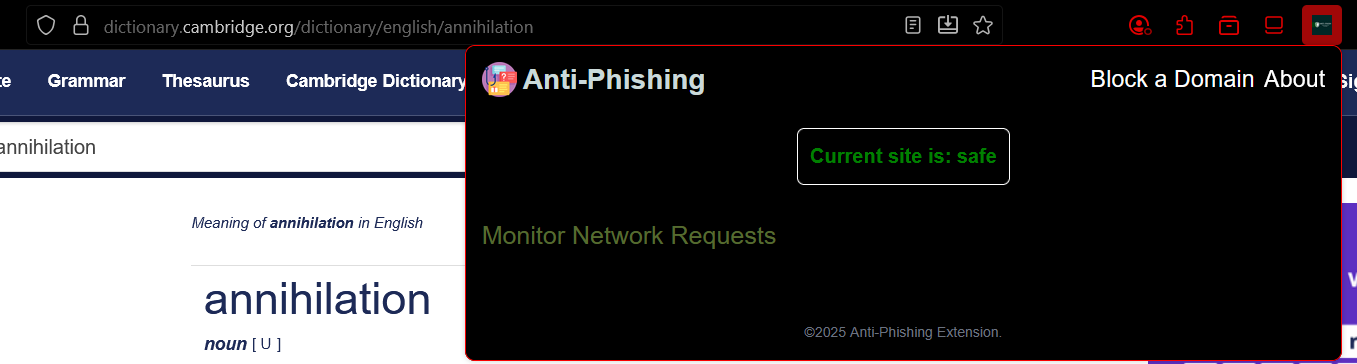 dictionary.cambridge.org/dictionary/english/annihilation
Grammar Thesaurus Cambridge Dictionary
Anti-Phishing Block a Domain About
annihilation
Current site is: safe
Meaning of annihilation in English
Monitor Network Requests
annihilation
noun [ U ]
©2025 Anti-Phishing Extension.